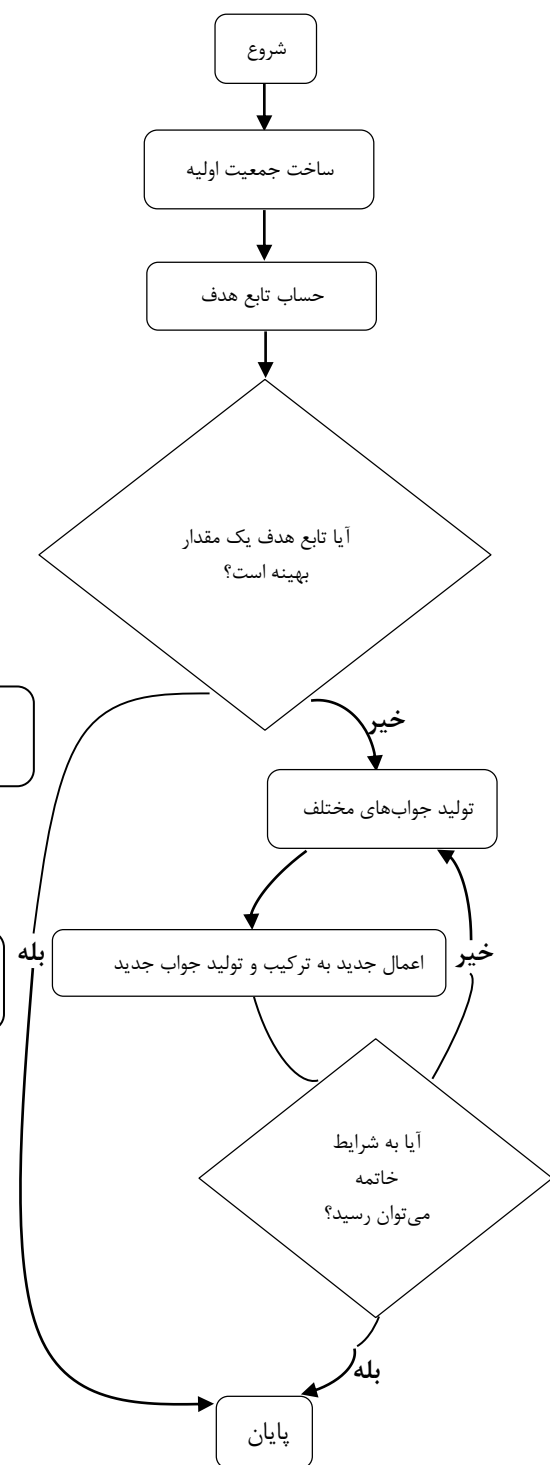 شروع
ساخت جمعیت اولیه
حساب تابع هدف
آیا تابع هدف یک مقدار
بهینه است؟
خیر
تولید جواب‌های مختلف
اعمال جدید به ترکیب و تولید جواب جدید
بله
خیر
آیا به شرایط
خاتمه
می‌توان رسید؟
بله
پایان